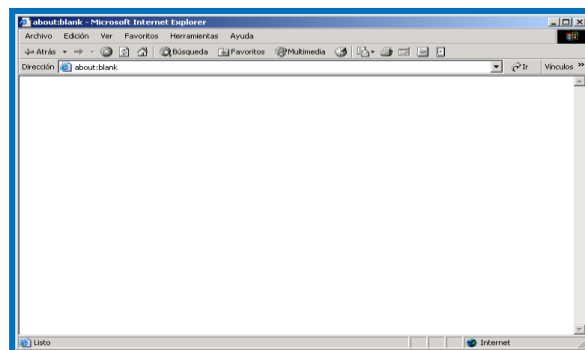 about:blank - Microsoft Internet Explorer
Archivo Edición Ver Favoritos Herramientas Ayuda
Atrás Búsqueda Favoritos Multimedia
Dirección about:blank Ir Vínculos »
Listo Internet